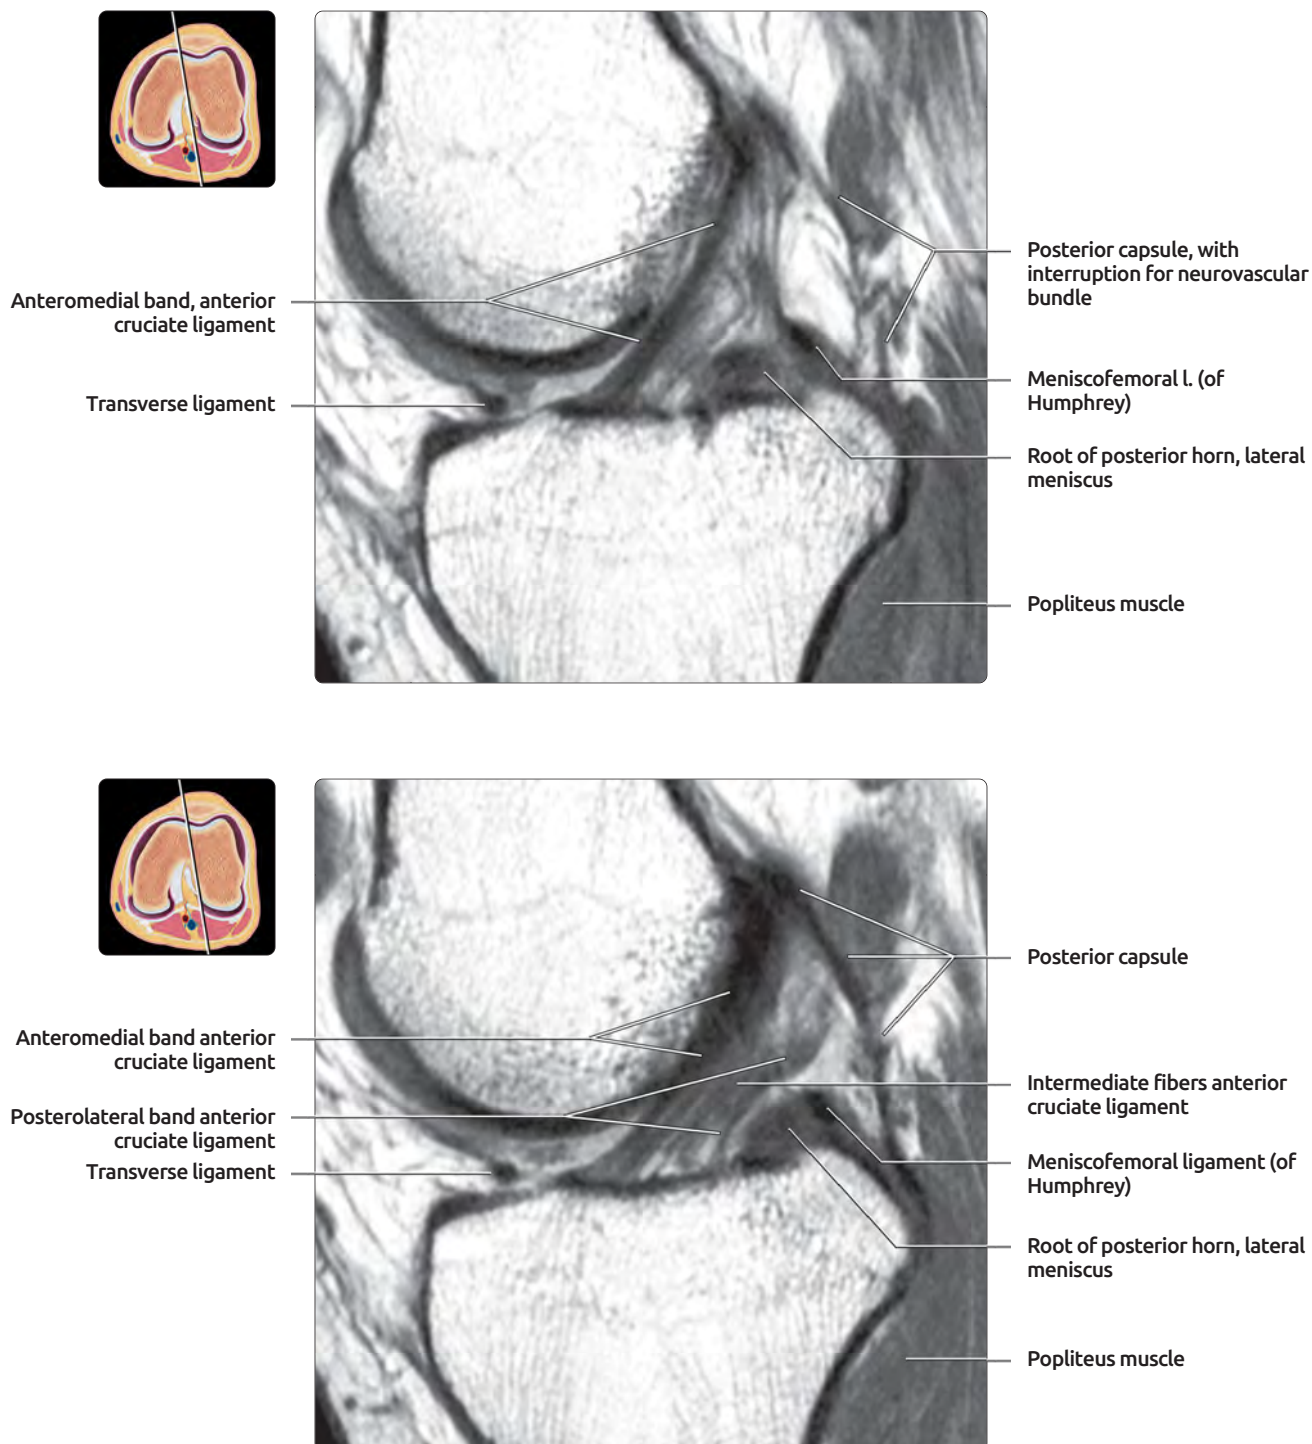 Anteromedial band, anterior
cruciate ligament
Transverse ligament
Posterior capsule, with
interruption for neurovascular
bundle
Meniscofemoral l. (of
Humphrey)
Root of posterior horn, lateral
meniscus
Popliteus muscle
Anteromedial band anterior
cruciate ligament
Posterolateral band anterior
cruciate ligament
Transverse ligament
Posterior capsule
Intermediate fibers anterior
cruciate ligament
Meniscofemoral ligament (of
Humphrey)
Root of posterior horn, lateral
meniscus
Popliteus muscle